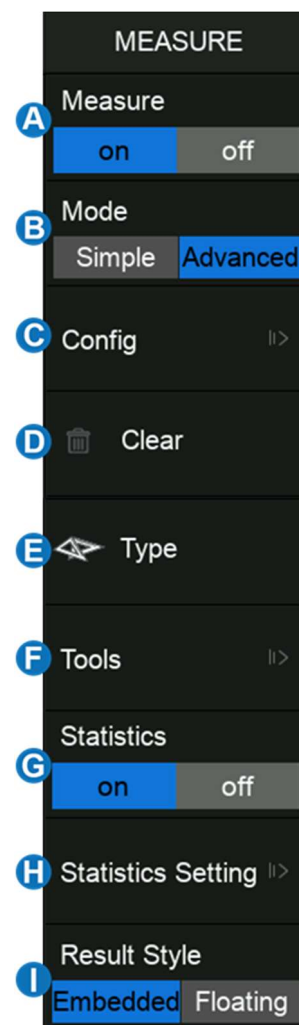 MEASURE
A Measure
on off
B Mode
Simple Advanced
C Config
D Clear
E Type
F Tools
Statistics
G on off
H Statistics Setting
Result Style
I Embedded Floating